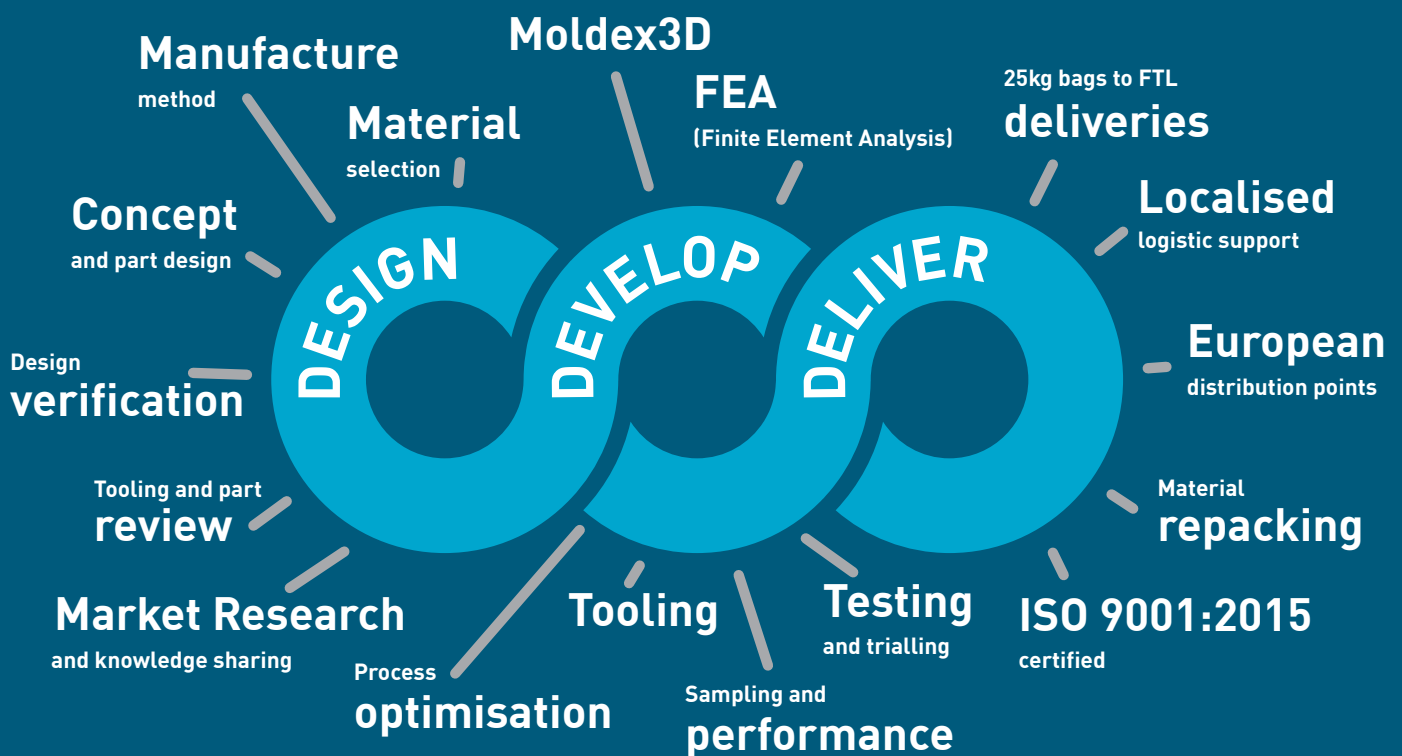 Moldex3D
Manufacture
method
Material
selection
FEA
(Finite Element Analysis)
25kg bags to FTL
deliveries
Concept
and part design
Localised
logistic support
DESIGN
DEVELOP
DELIVER
Design
verification
European
distribution points
Tooling and part
review
Material
repacking
Market Research
and knowledge sharing
Tooling
Testing
and trialling
ISO 9001:2015
certified
Process
optimisation
Sampling and
performance